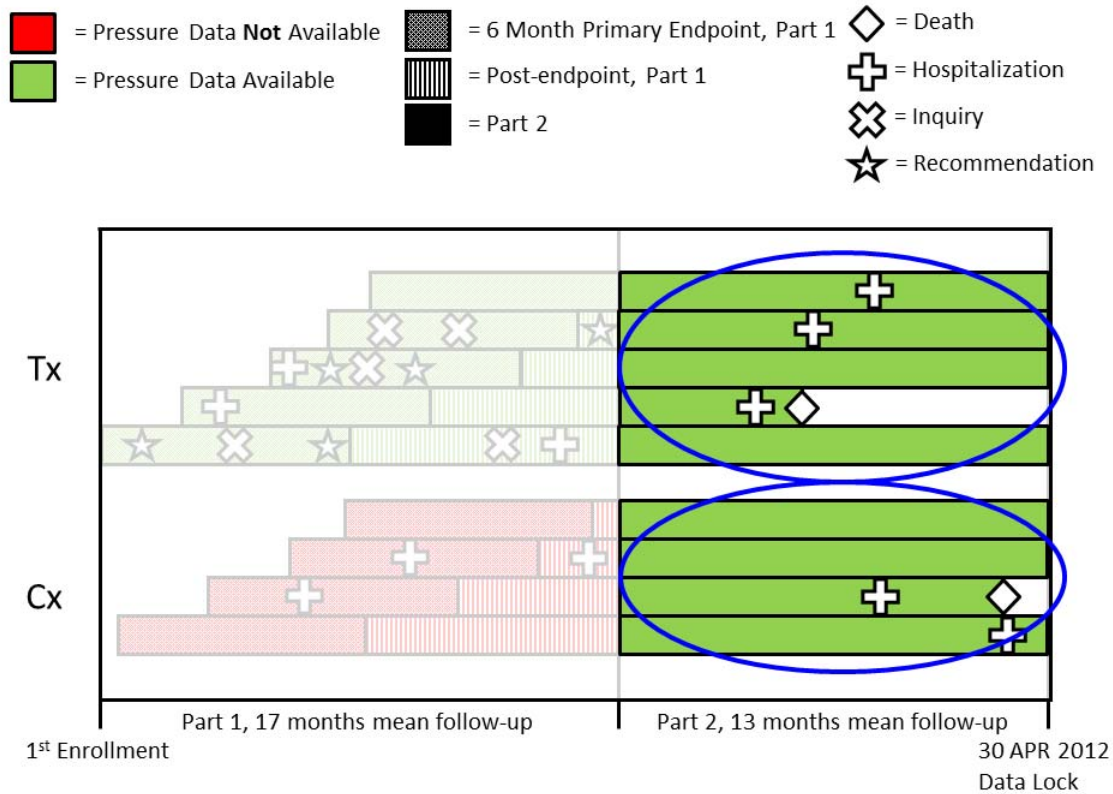 = Pressure Data Not Available
= Pressure Data Available
= 6 Month Primary Endpoint, Part 1
= Post-endpoint, Part 1
= Part 2
= Death
= Hospitalization
= Inquiry
= Recommendation
Tx
Cx
Part 1, 17 months mean follow-up
Part 2, 13 months mean follow-up
1st Enrollment
30 APR 2012
Data Lock